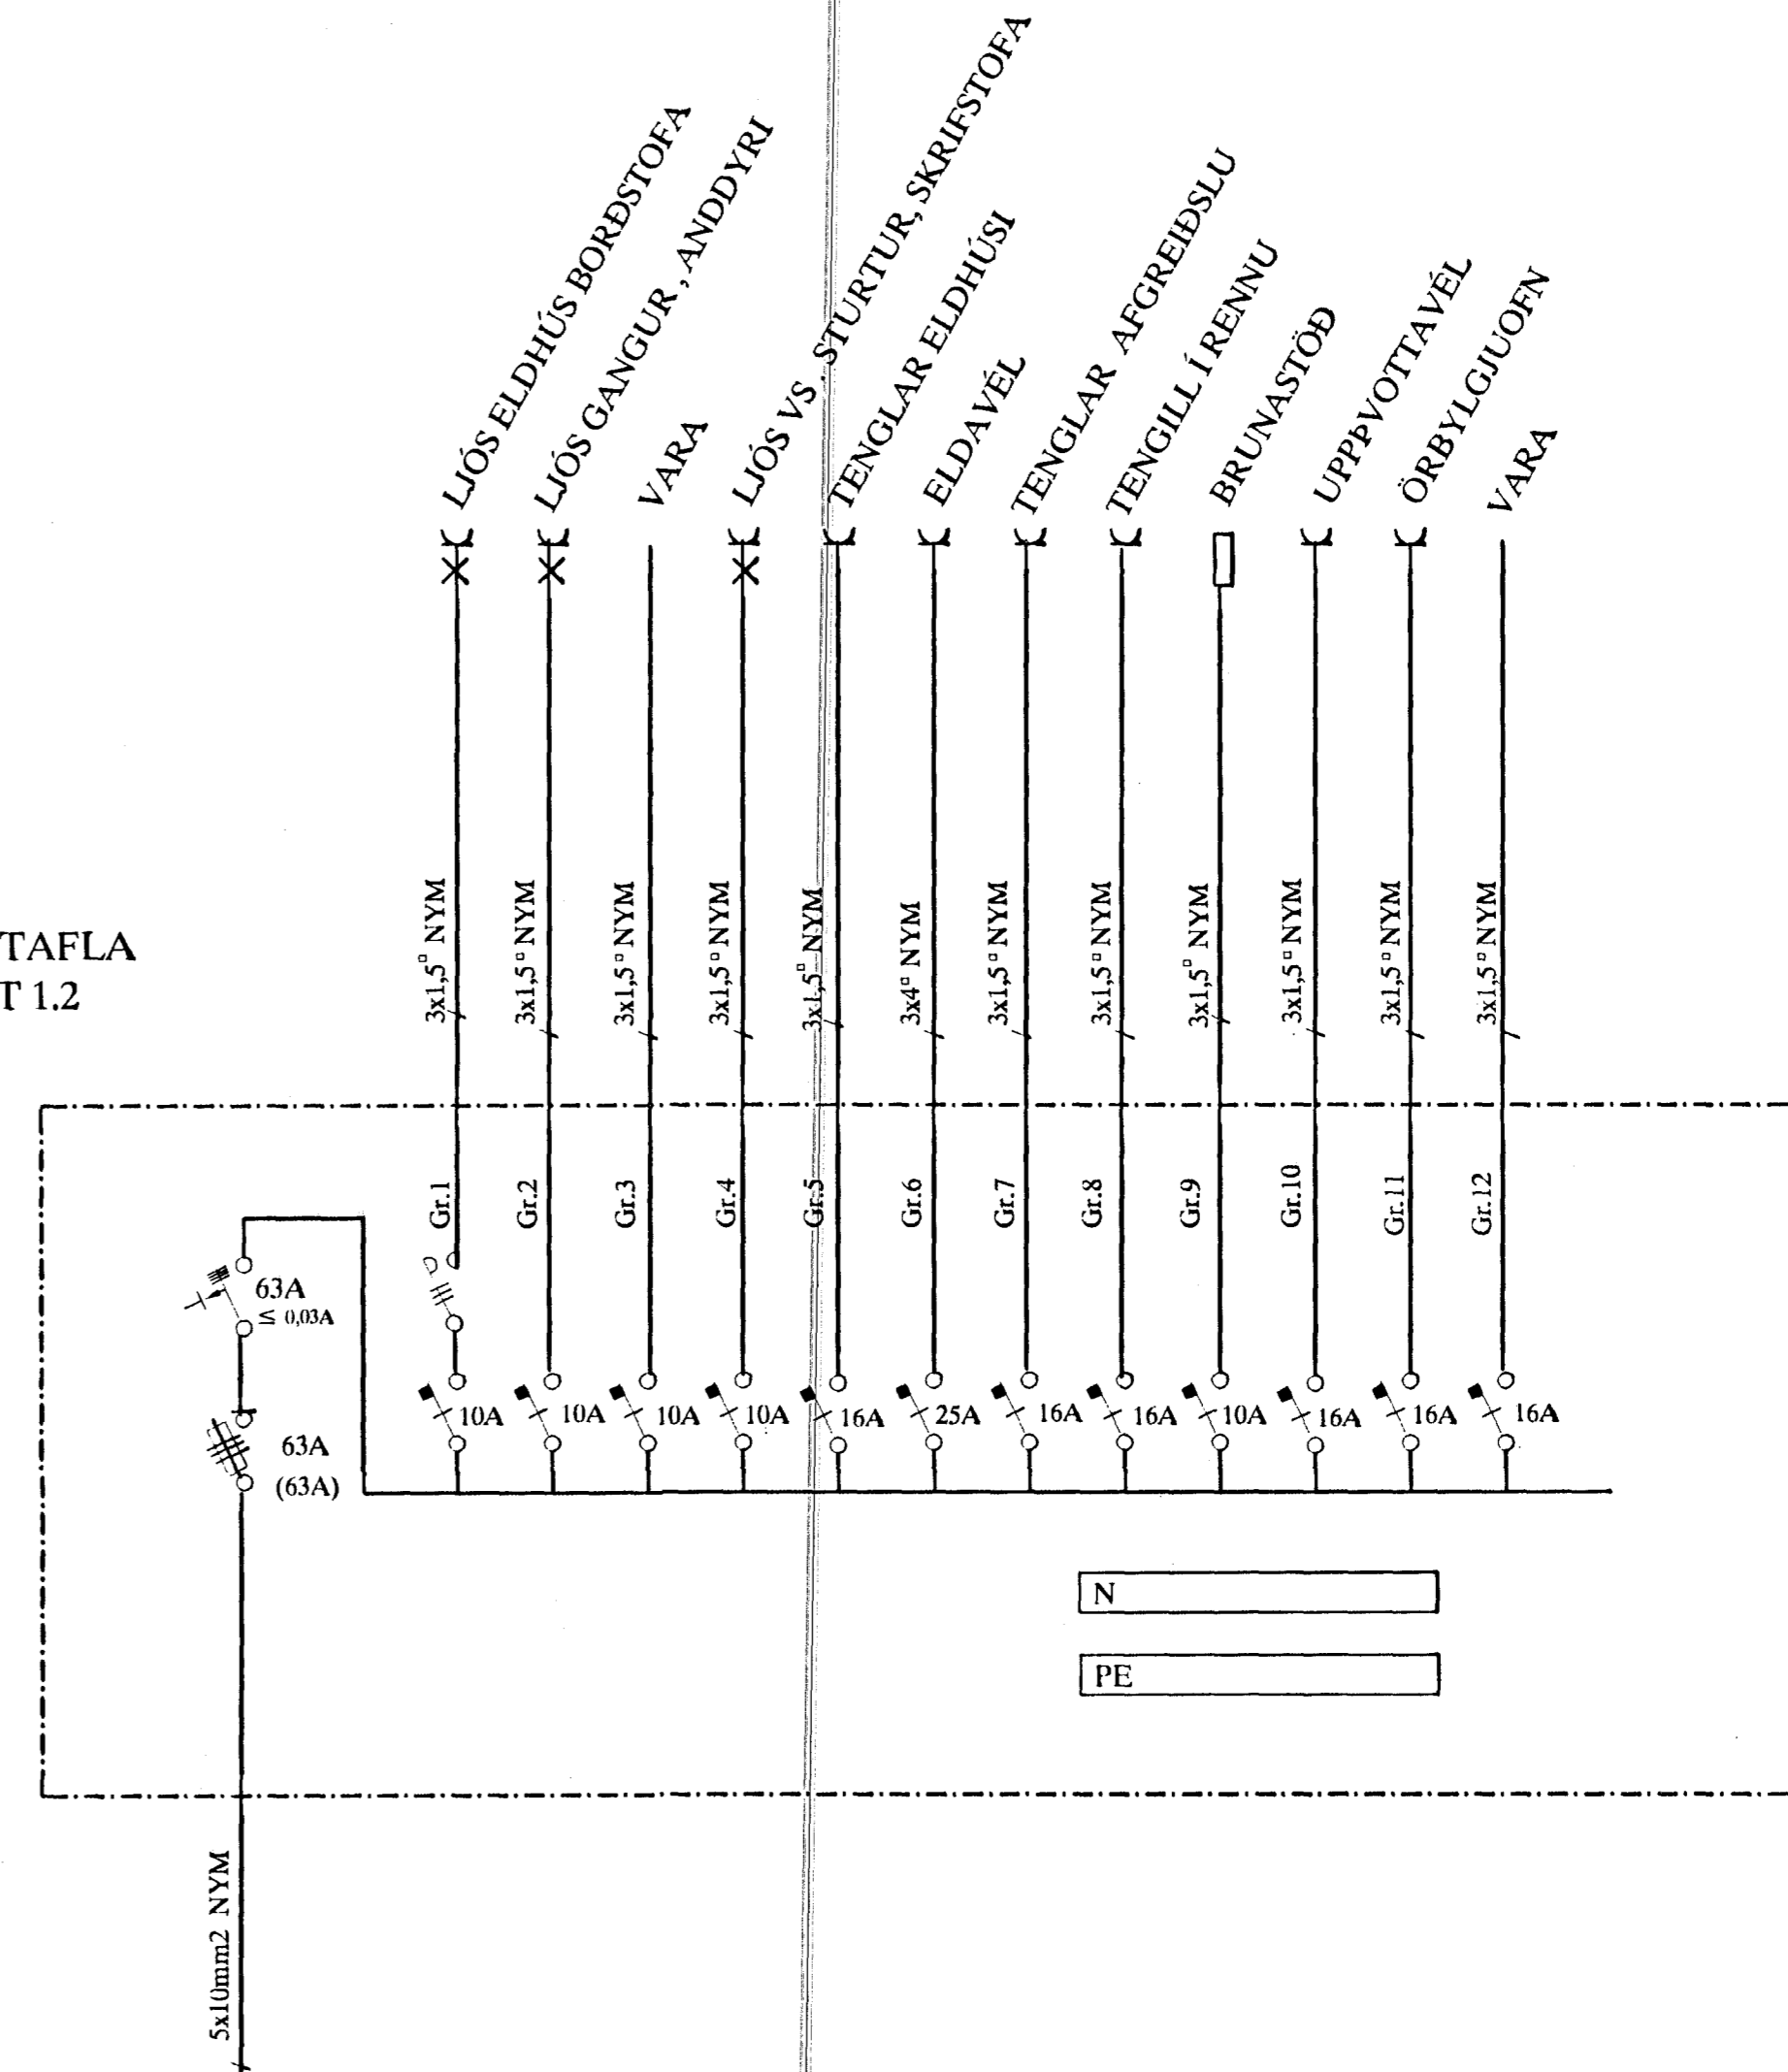 LJÓS ELDHÚS BORÐSTOFA
LJÓS GANGUR , ANDDYRI
VARA
LJÓS VS . STURTUR, SKRIFSTOFA
TENGLAR ELDHÚSI
ELDAVÉL
TENGLAR AFGREIÐSLU
TENGILL Í RENNU
BRUNASTÖÐ
UPPÞVOTTAVÉL
ÖRBYLGJUOFN
VARA
TAFLA
T 1.2
3x1,5▫ NYM
3x1,5▫ NYM
3x1,5▫ NYM
3x1,5▫ NYM
3x1,5▫ NYM
3x4▫ NYM
3x1,5▫ NYM
3x1,5▫ NYM
3x1,5▫ NYM
3x1,5▫ NYM
3x1,5▫ NYM
3x1,5▫ NYM
Gr.1
Gr.2
Gr.3
Gr.4
Gr.5
Gr.6
Gr.7
Gr.8
Gr.9
Gr.10
Gr.11
Gr.12
63A
≤ 0,03A
63A
(63A)
10A
10A
10A
10A
16A
25A
16A
16A
10A
16A
16A
16A
N
PE
5x10mm2 NYM